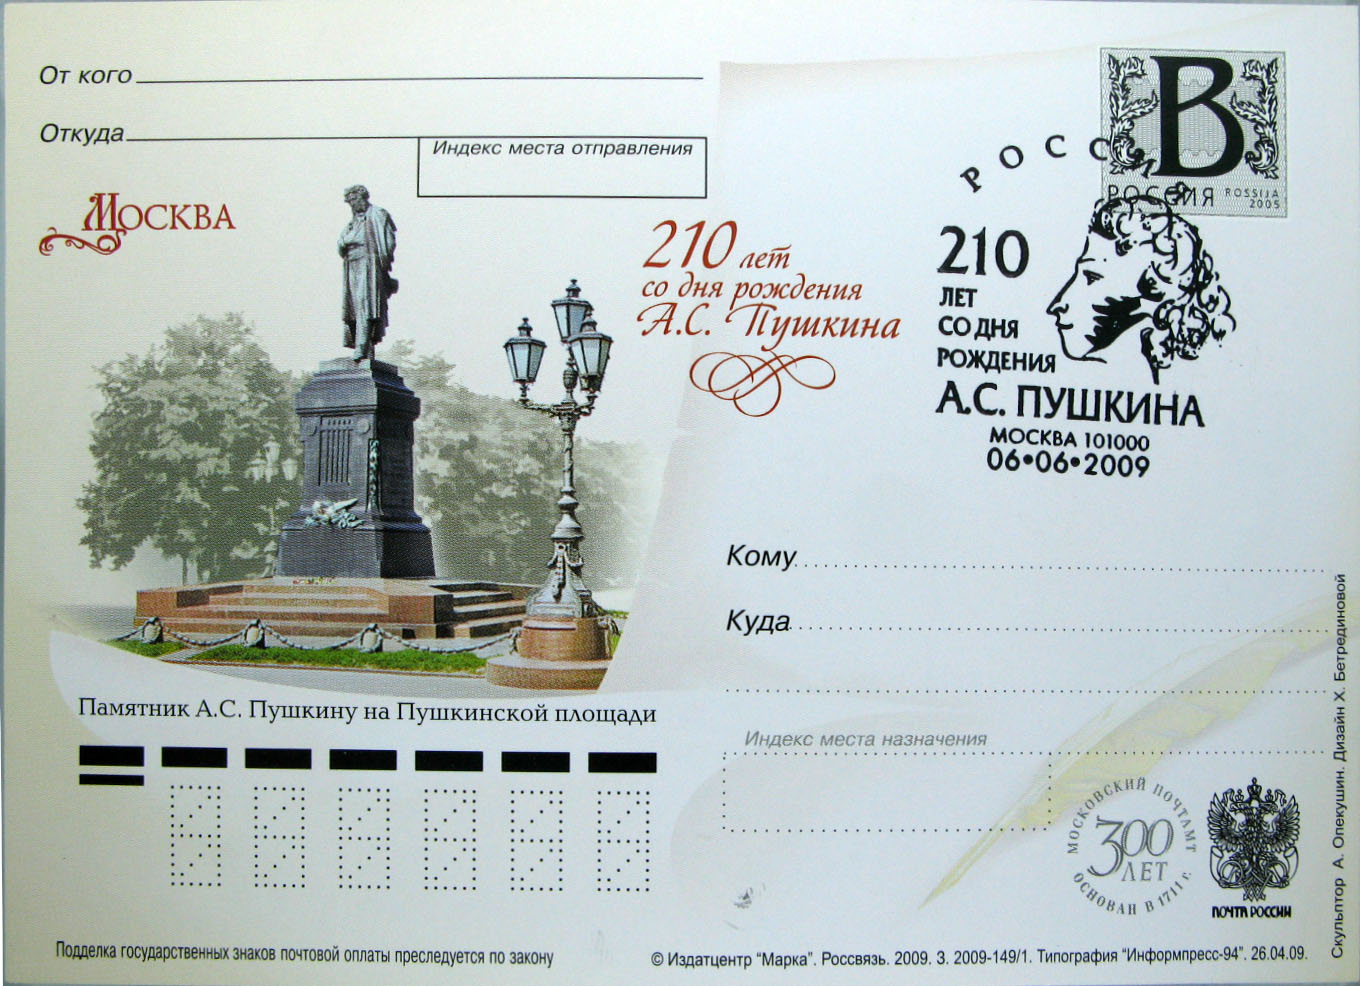 От кого
Откуда
Индекс места отправления
Москва
210 лет
со дня рождения
А.С. Пушкина
В
РОССИЯ ROSSIJA
2005
РОССИЯ
210
ЛЕТ
СО ДНЯ
РОЖДЕНИЯ
А.С. ПУШКИНА
МОСКВА 101000
06•06•2009
Кому
Куда
Памятник А.С. Пушкину на Пушкинской площади
Индекс места назначения
МОСКОВСКИЙ ПОЧТАМТ
300
ЛЕТ
ОСНОВАН В 1711 г.
ПОЧТА РОССИИ
Подделка государственных знаков почтовой оплаты преследуется по закону
© Издатцентр "Марка". Россвязь. 2009. З. 2009-149/1. Типография "Информпресс-94". 26.04.09.
Скульптор А. Опекушин. Дизайн Х. Бетрединовой